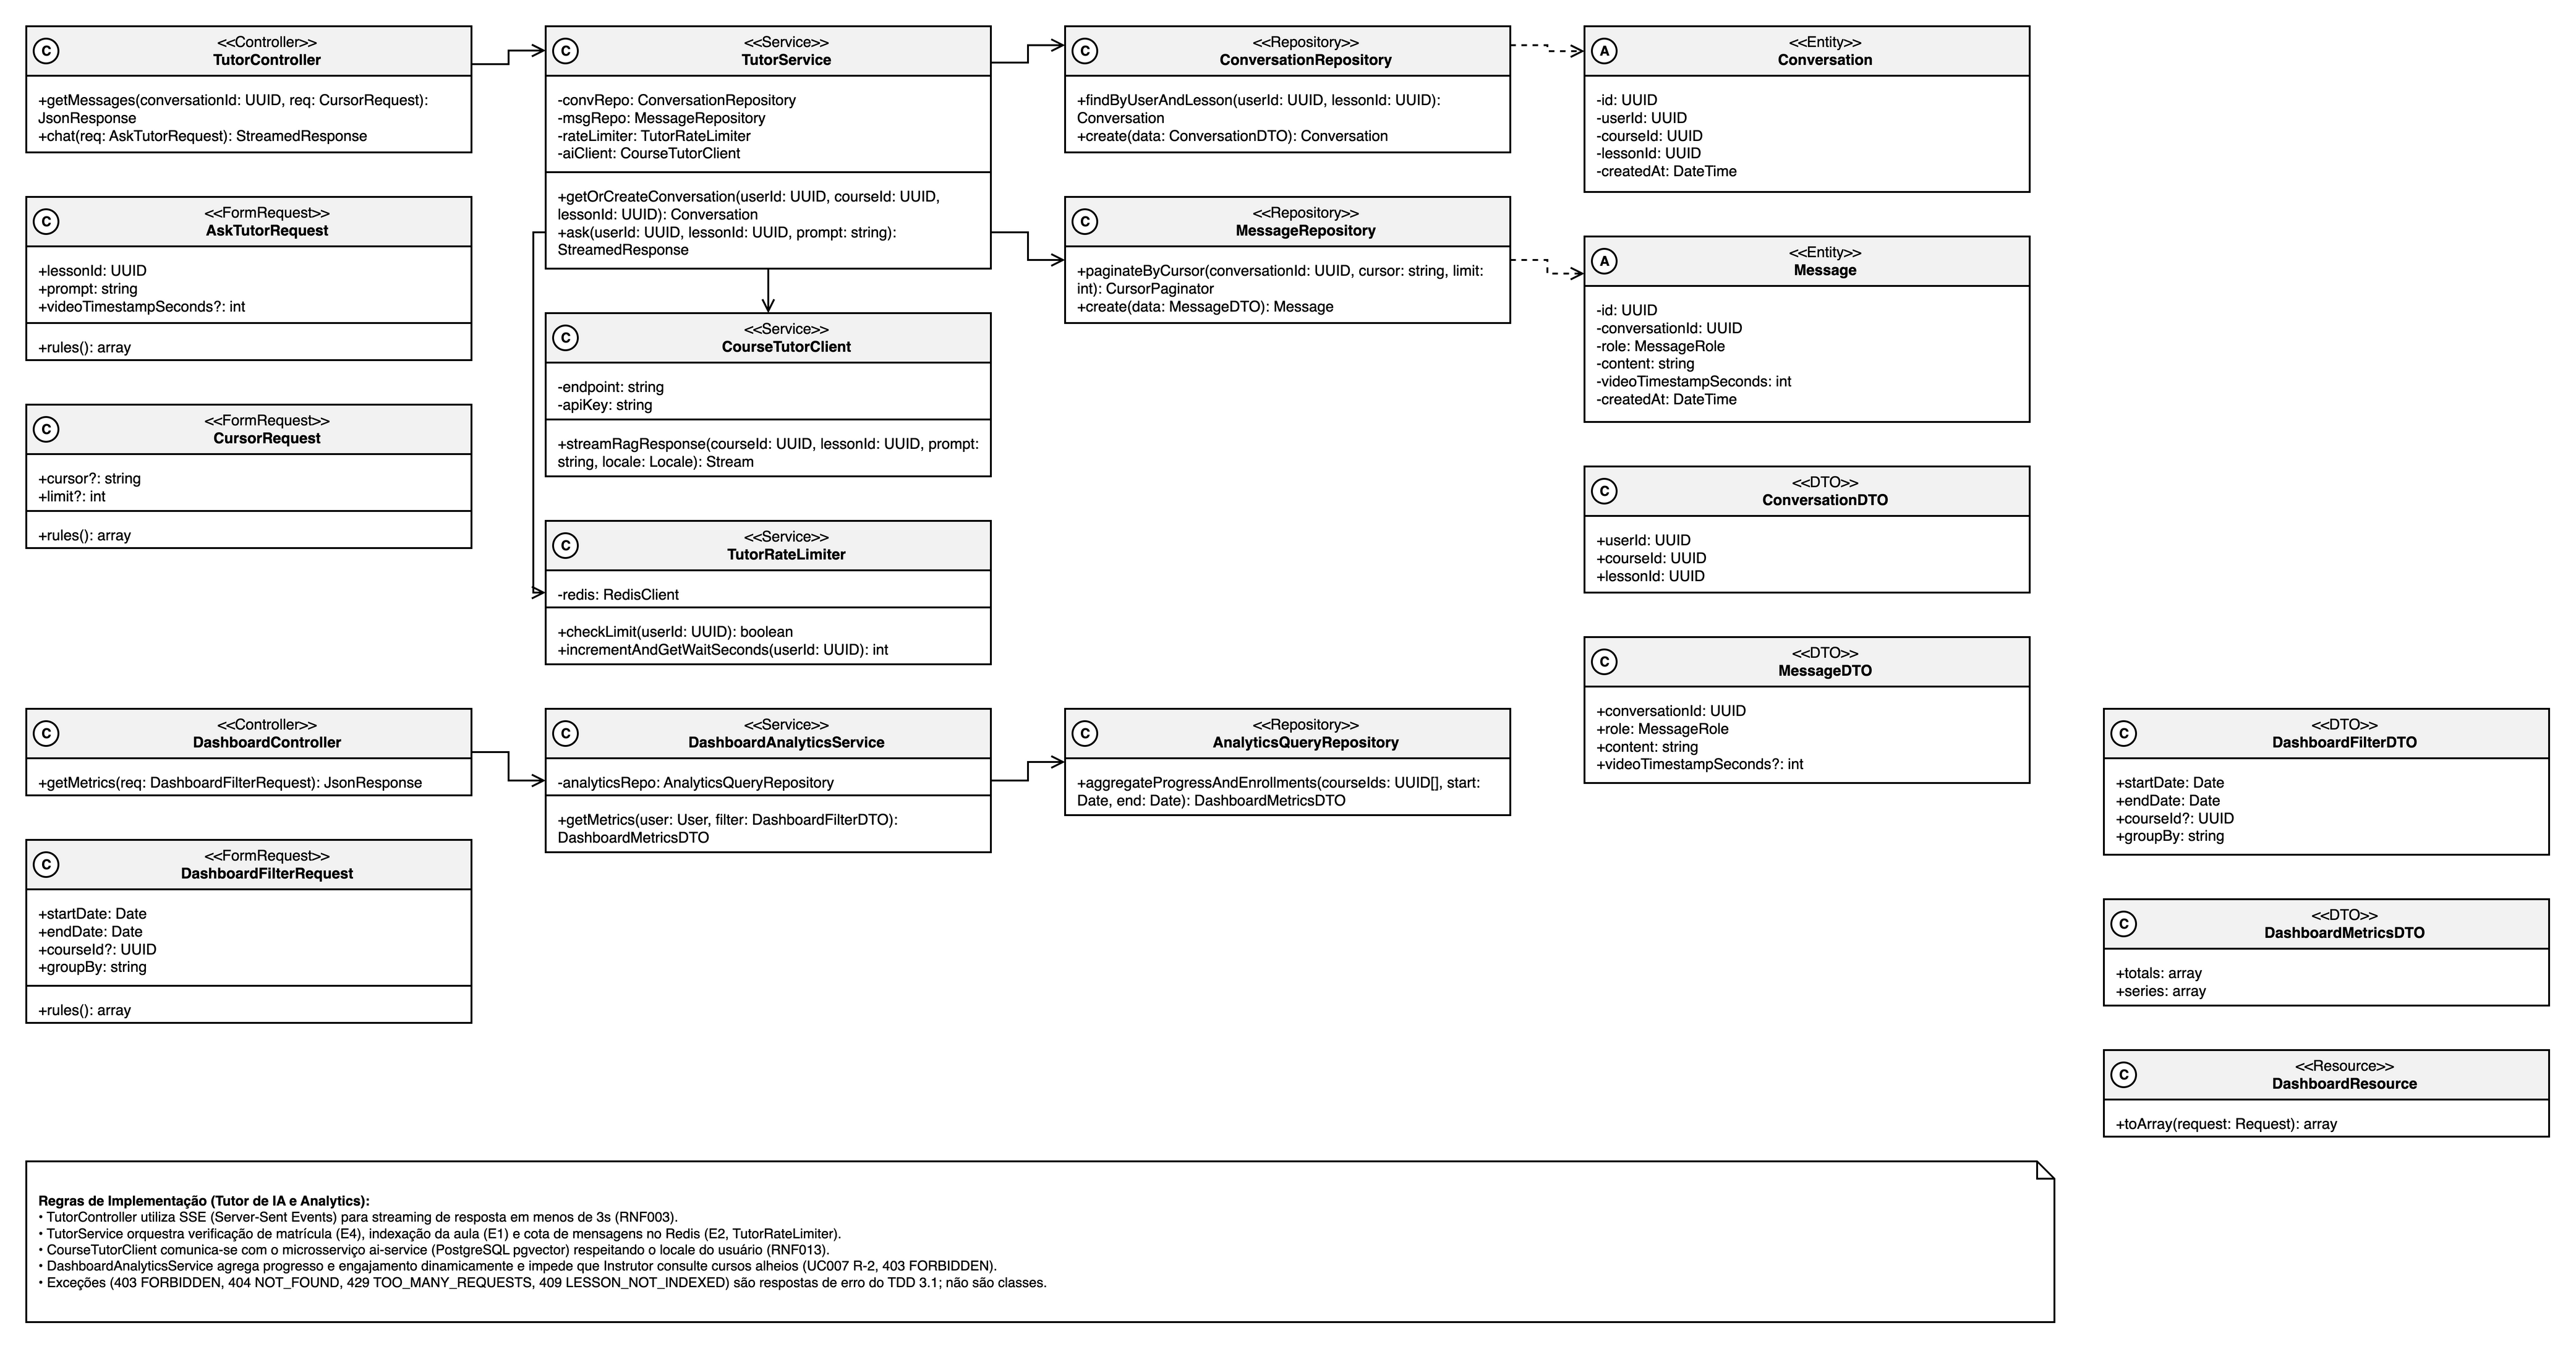 C
<<Controller>>
TutorController
+getMessages(conversationId: UUID, req: CursorRequest):
JsonResponse
+chat(req: AskTutorRequest): StreamedResponse
C
<<FormRequest>>
AskTutorRequest
+lessonId: UUID
+prompt: string
+videoTimestampSeconds?: int
+rules(): array
C
<<FormRequest>>
CursorRequest
+cursor?: string
+limit?: int
+rules(): array
C
<<Service>>
TutorService
-convRepo: ConversationRepository
-msgRepo: MessageRepository
-rateLimiter: TutorRateLimiter
-aiClient: CourseTutorClient
+getOrCreateConversation(userId: UUID, courseId: UUID,
lessonId: UUID): Conversation
+ask(userId: UUID, lessonId: UUID, prompt: string):
StreamedResponse
C
<<Service>>
CourseTutorClient
-endpoint: string
-apiKey: string
+streamRagResponse(courseId: UUID, lessonId: UUID, prompt:
string, locale: Locale): Stream
C
<<Service>>
TutorRateLimiter
-redis: RedisClient
+checkLimit(userId: UUID): boolean
+incrementAndGetWaitSeconds(userId: UUID): int
C
<<Repository>>
ConversationRepository
+findByUserAndLesson(userId: UUID, lessonId: UUID):
Conversation
+create(data: ConversationDTO): Conversation
C
<<Repository>>
MessageRepository
+paginateByCursor(conversationId: UUID, cursor: string, limit:
int): CursorPaginator
+create(data: MessageDTO): Message
A
<<Entity>>
Conversation
-id: UUID
-userId: UUID
-courseId: UUID
-lessonId: UUID
-createdAt: DateTime
A
<<Entity>>
Message
-id: UUID
-conversationId: UUID
-role: MessageRole
-content: string
-videoTimestampSeconds: int
-createdAt: DateTime
C
<<DTO>>
ConversationDTO
+userId: UUID
+courseId: UUID
+lessonId: UUID
C
<<DTO>>
MessageDTO
+conversationId: UUID
+role: MessageRole
+content: string
+videoTimestampSeconds?: int
C
<<Controller>>
DashboardController
+getMetrics(req: DashboardFilterRequest): JsonResponse
C
<<FormRequest>>
DashboardFilterRequest
+startDate: Date
+endDate: Date
+courseId?: UUID
+groupBy: string
+rules(): array
C
<<Service>>
DashboardAnalyticsService
-analyticsRepo: AnalyticsQueryRepository
+getMetrics(user: User, filter: DashboardFilterDTO):
DashboardMetricsDTO
C
<<Repository>>
AnalyticsQueryRepository
+aggregateProgressAndEnrollments(courseIds: UUID[], start:
Date, end: Date): DashboardMetricsDTO
C
<<DTO>>
DashboardFilterDTO
+startDate: Date
+endDate: Date
+courseId?: UUID
+groupBy: string
C
<<DTO>>
DashboardMetricsDTO
+totals: array
+series: array
C
<<Resource>>
DashboardResource
+toArray(request: Request): array
Regras de Implementação (Tutor de IA e Analytics):
• TutorController utiliza SSE (Server-Sent Events) para streaming de resposta em menos de 3s (RNF003).
• TutorService orquestra verificação de matrícula (E4), indexação da aula (E1) e cota de mensagens no Redis (E2, TutorRateLimiter).
• CourseTutorClient comunica-se com o microsserviço ai-service (PostgreSQL pgvector) respeitando o locale do usuário (RNF013).
• DashboardAnalyticsService agrega progresso e engajamento dinamicamente e impede que Instrutor consulte cursos alheios (UC007 R-2, 403 FORBIDDEN).
• Exceções (403 FORBIDDEN, 404 NOT_FOUND, 429 TOO_MANY_REQUESTS, 409 LESSON_NOT_INDEXED) são respostas de erro do TDD 3.1; não são classes.